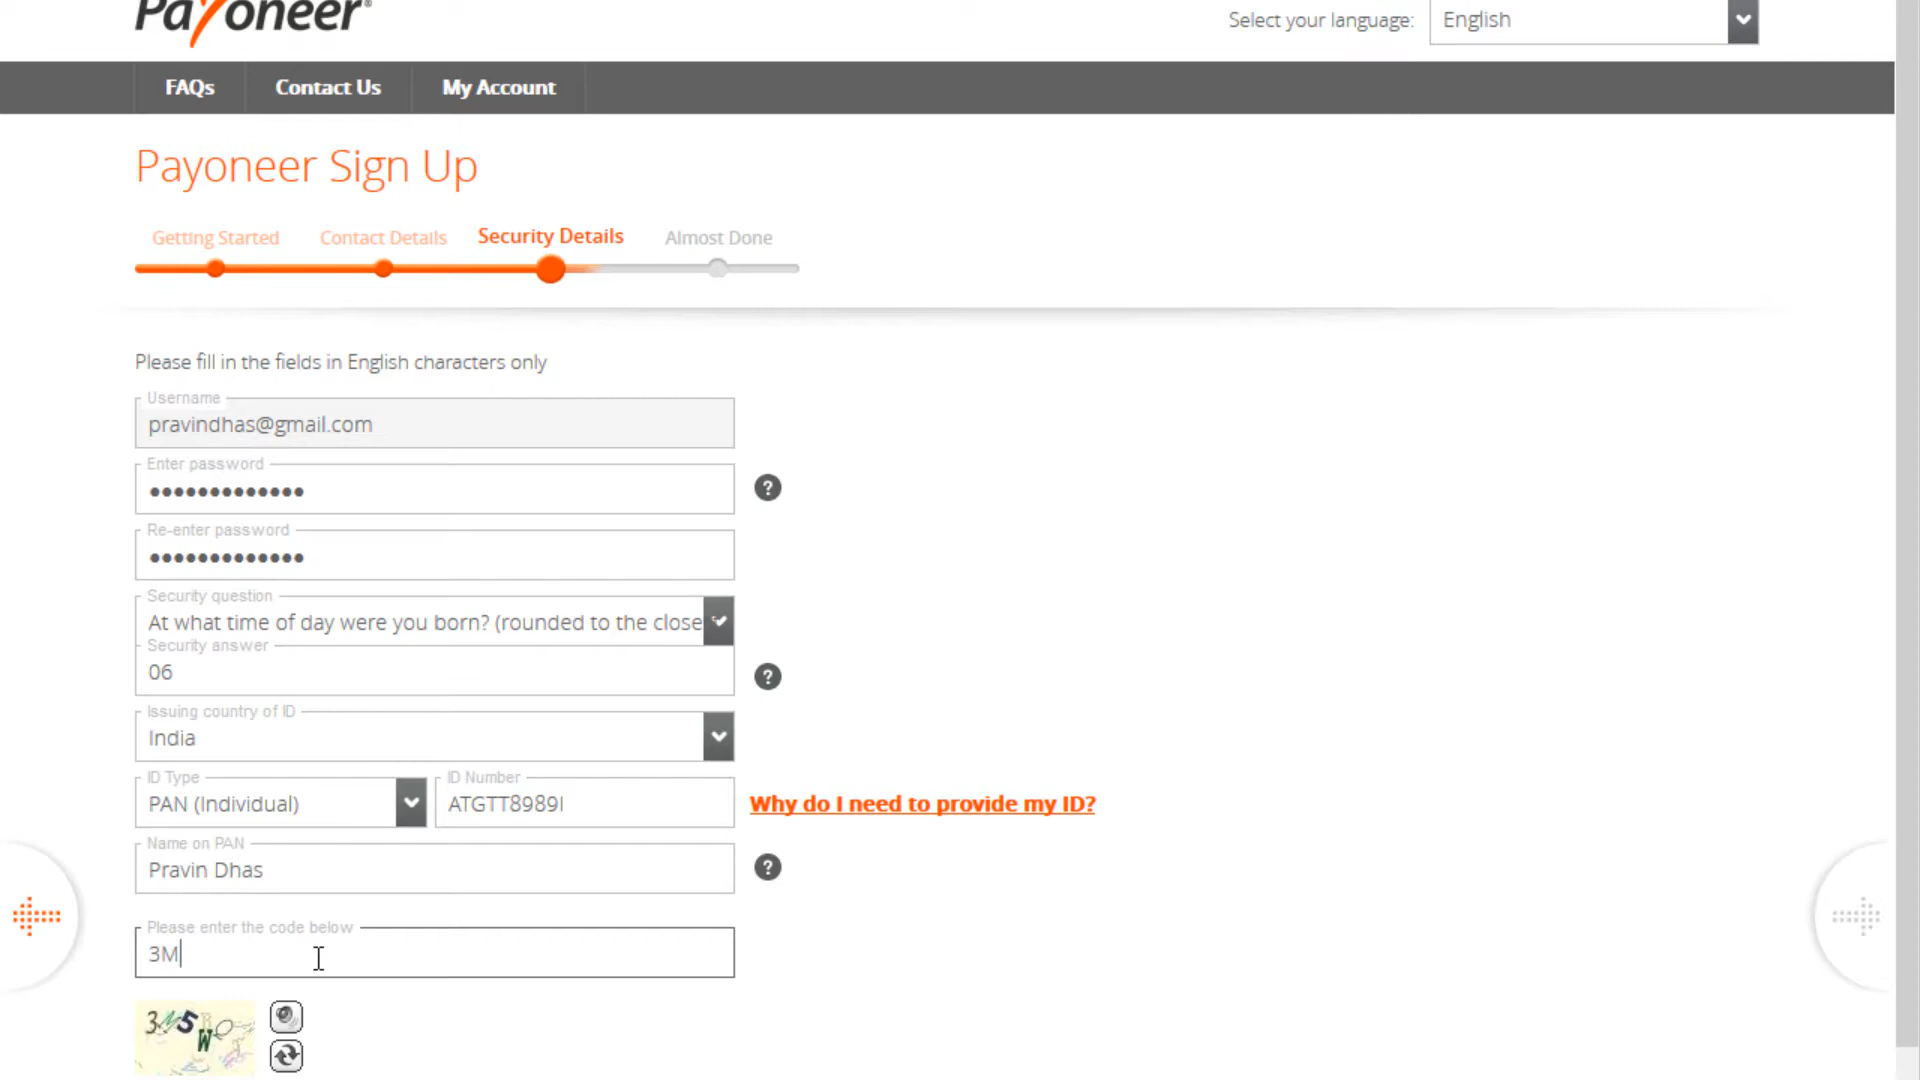 Payoneer
Select your language: English
FAQs Contact Us My Account
Payoneer Sign Up
Getting Started Contact Details Security Details Almost Done
Please fill in the fields in English characters only
Username
pravindhas@gmail.com
Enter password
•••••••••••••
?
Re-enter password
•••••••••••••
Security question
At what time of day were you born? (rounded to the close
Security answer
06
?
Issuing country of ID
India
ID Type ID Number
PAN (Individual) ATGTT8989I Why do I need to provide my ID?
Name on PAN
Pravin Dhas
?
Please enter the code below
3M